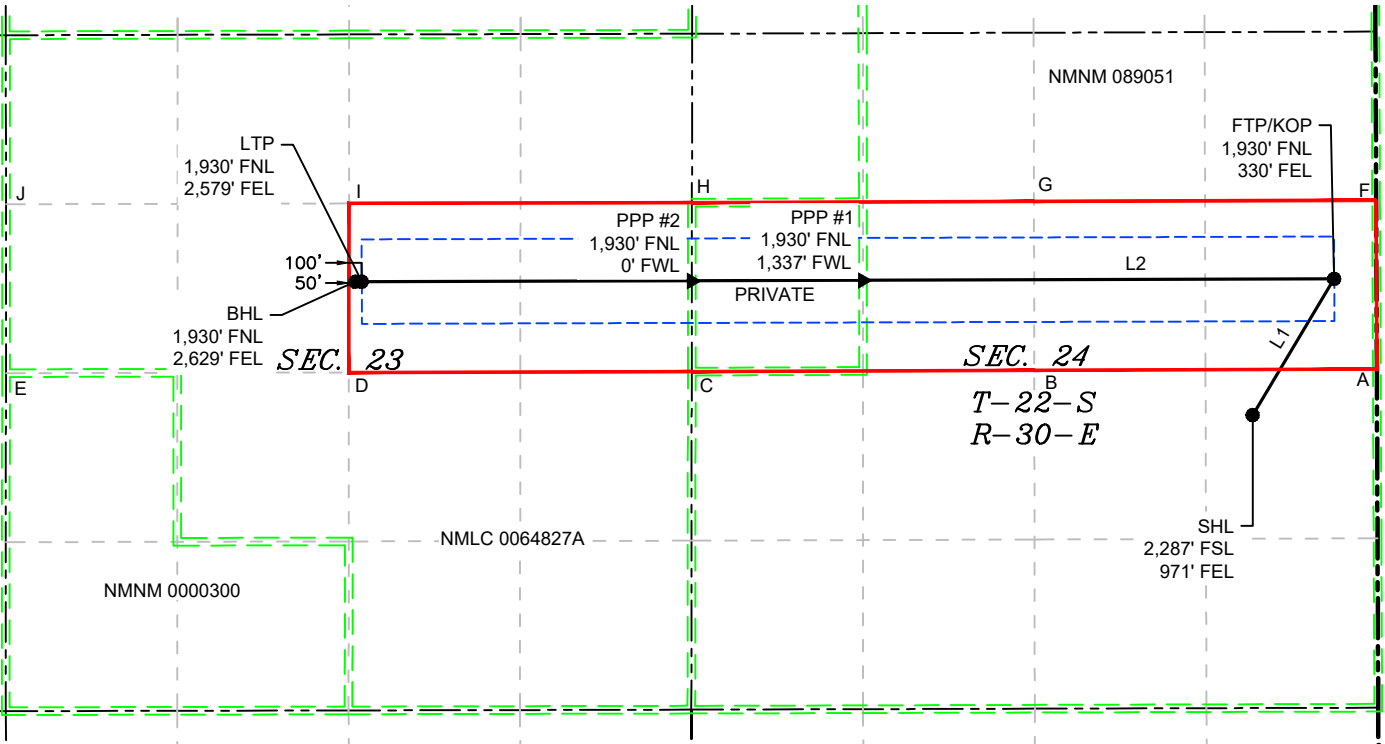 NMNM 089051
LTP
1,930' FNL
2,579' FEL
FTP/KOP
1,930' FNL
330' FEL
J
I
H
G
F
PPP #2
1,930' FNL
0' FWL
PPP #1
1,930' FNL
1,337' FWL
100'
50'
L2
PRIVATE
BHL
1,930' FNL
2,629' FEL
L1
SEC. 23
SEC. 24
E
D
C
B
A
T-22-S
R-30-E
NMLC 0064827A
SHL
2,287' FSL
971' FEL
NMNM 0000300